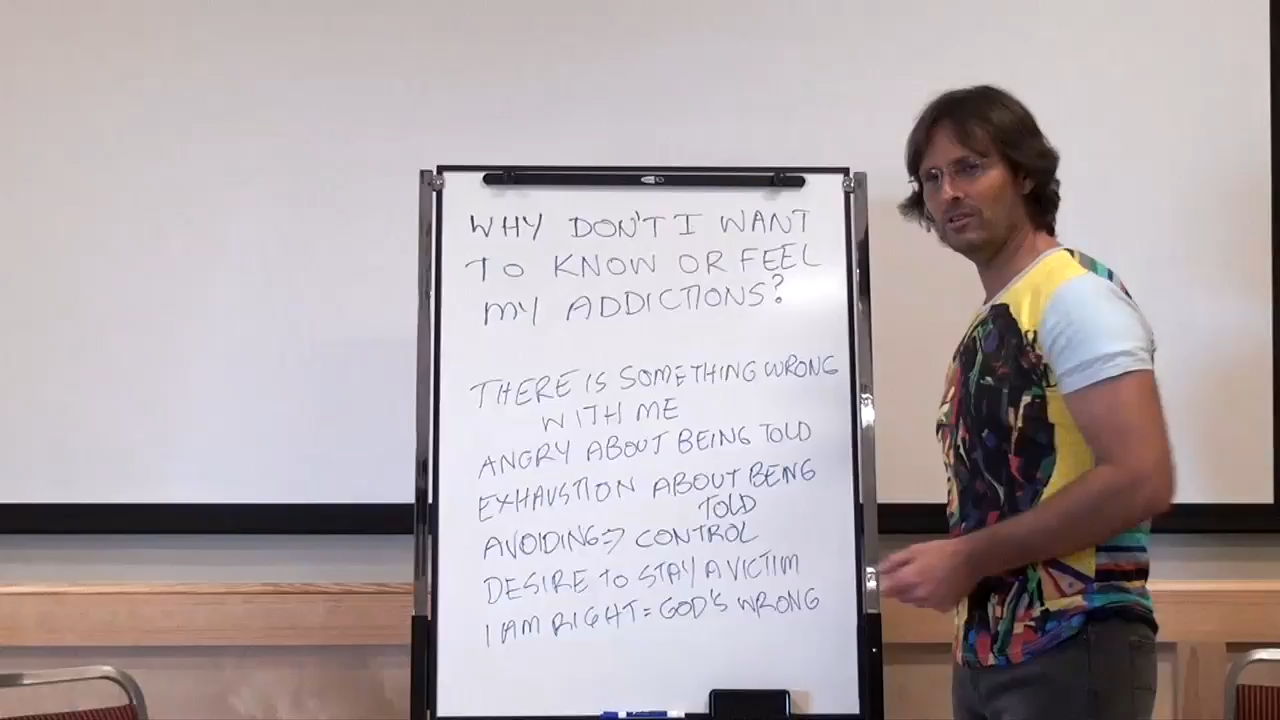 WHY DON'T I WANT
TO KNOW OR FEEL
MY ADDICTIONS?
THERE IS SOMETHING WRONG
WITH ME
ANGRY ABOUT BEING TOLD
EXHAUSTION ABOUT BEING
TOLD
AVOIDING => CONTROL
DESIRE TO STAY A VICTIM
I AM RIGHT = GOD'S WRONG